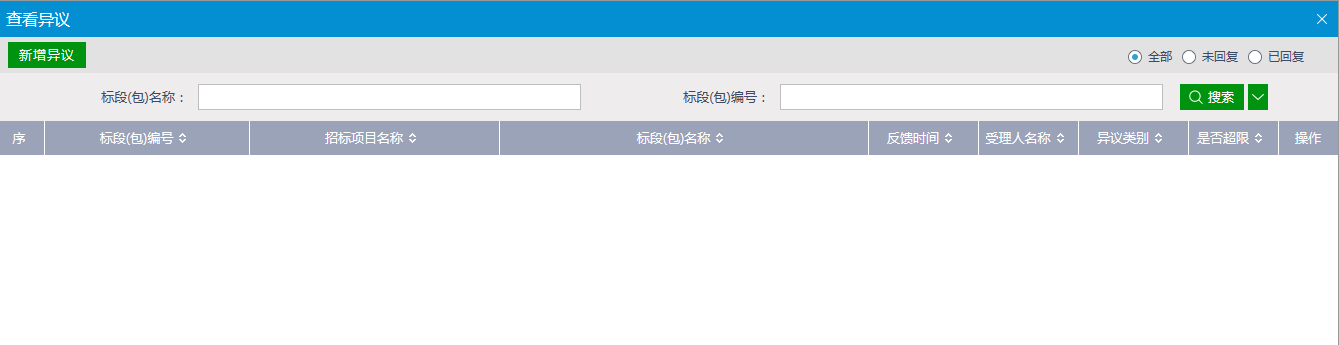 查看异议
新增异议 全部 未回复 已回复
标段(包)名称： 标段(包)编号： 搜索
序 标段(包)编号 招标项目名称 标段(包)名称 反馈时间 受理人名称 异议类别 是否超限 操作